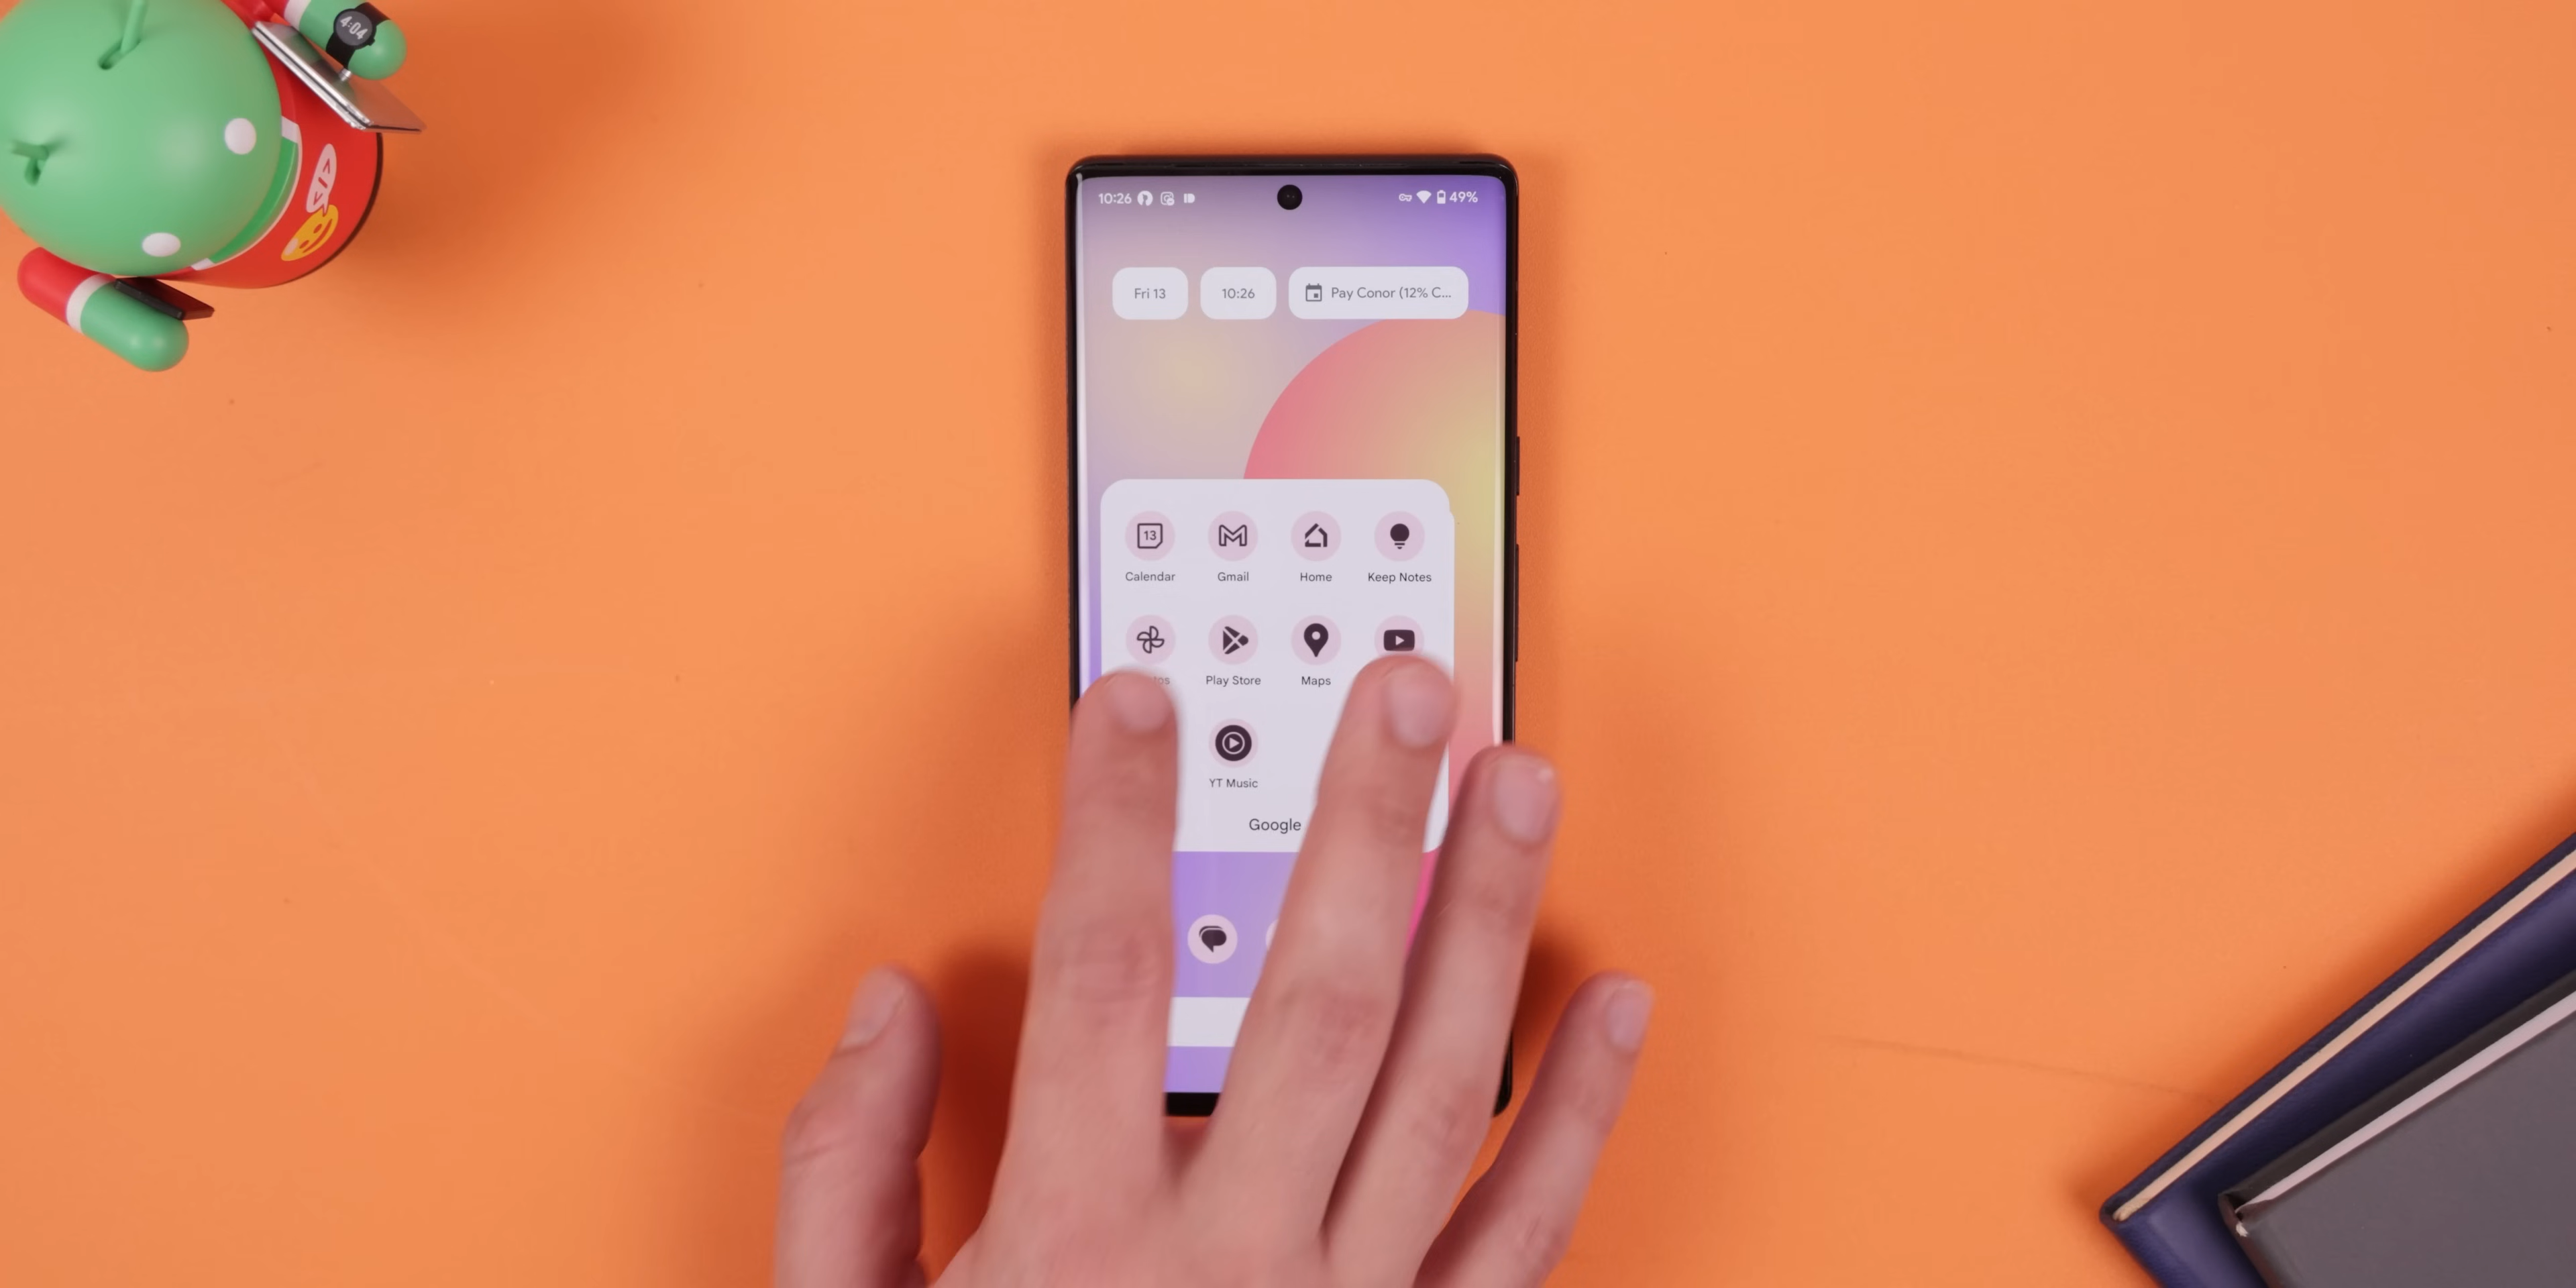 4:04
</>
10:26
49%
Fri 13
10:26
Pay Conor (12% C...
13
Calendar
Gmail
Home
Keep Notes
Play Store
Maps
YT Music
Google